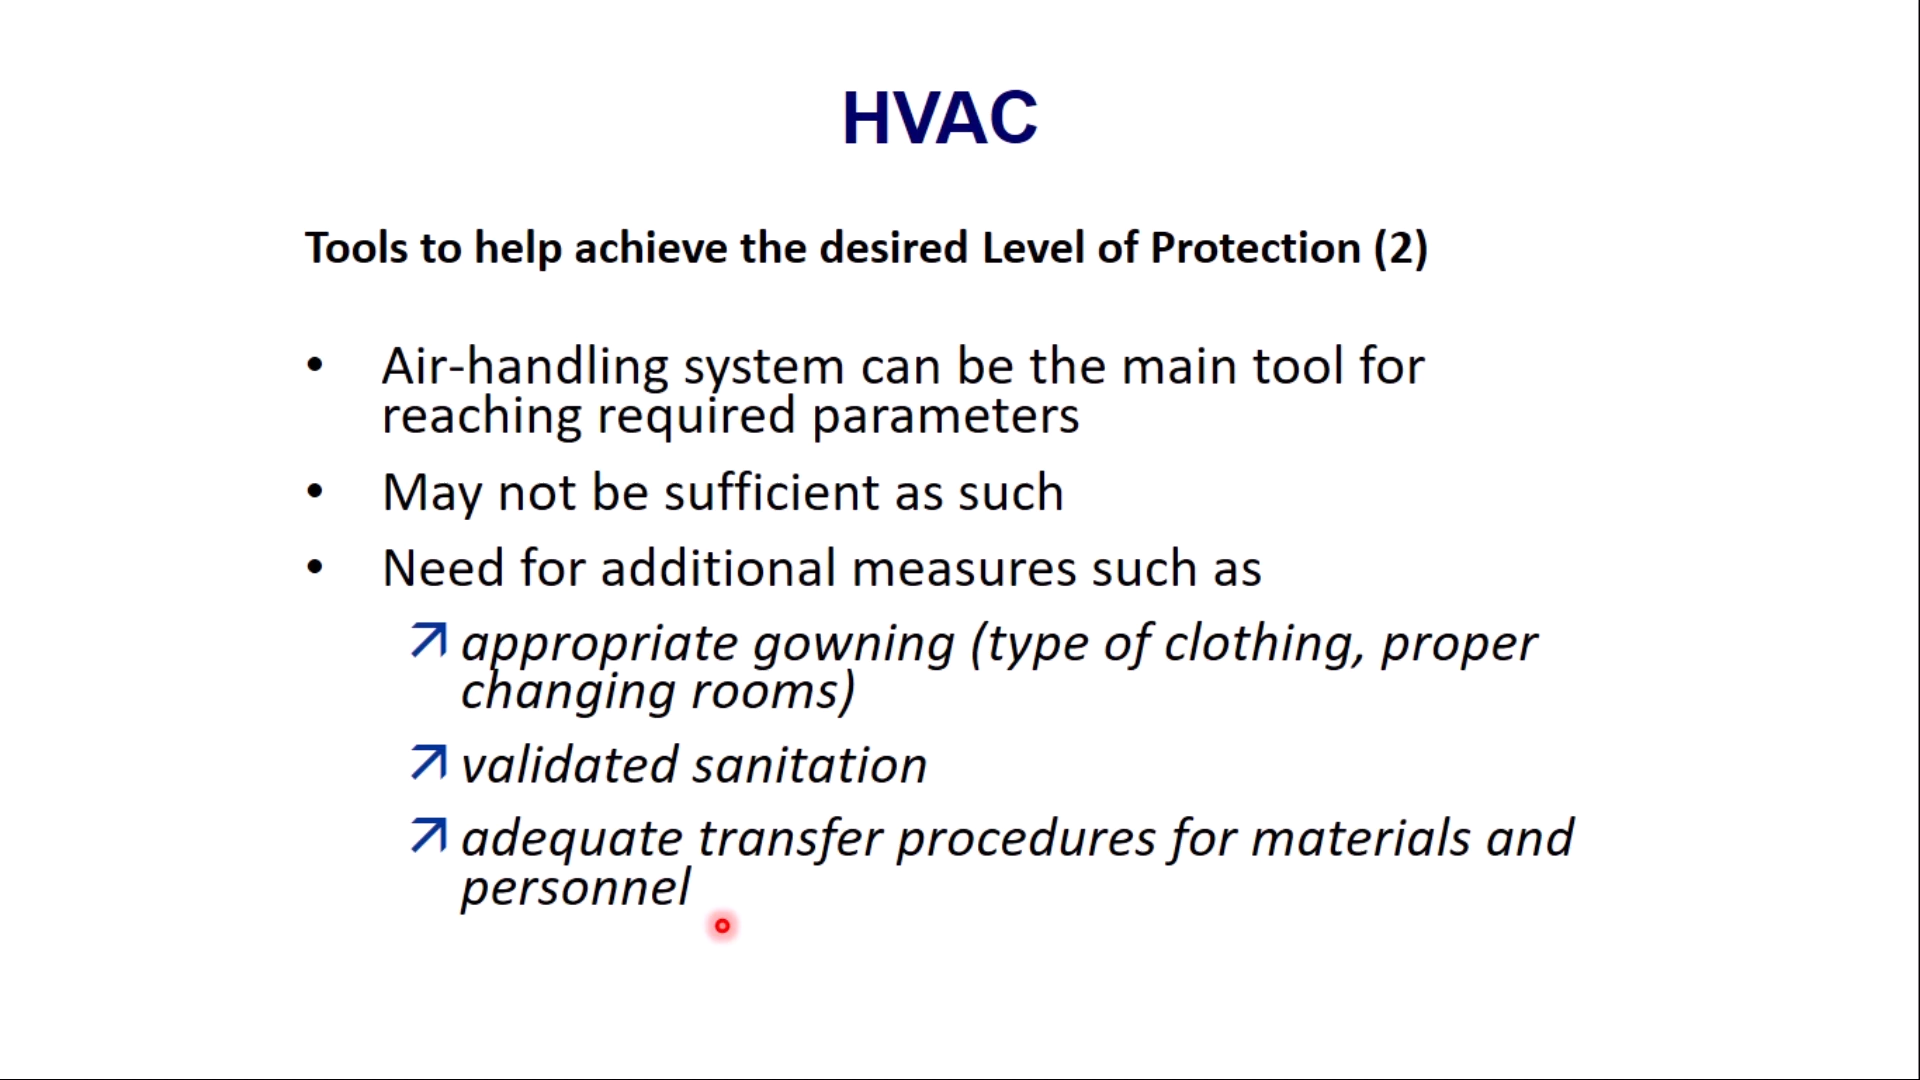 HVAC
Tools to help achieve the desired Level of Protection (2)
• Air-handling system can be the main tool for
reaching required parameters
• May not be sufficient as such
• Need for additional measures such as
appropriate gowning (type of clothing, proper
changing rooms)
validated sanitation
adequate transfer procedures for materials and
personnel